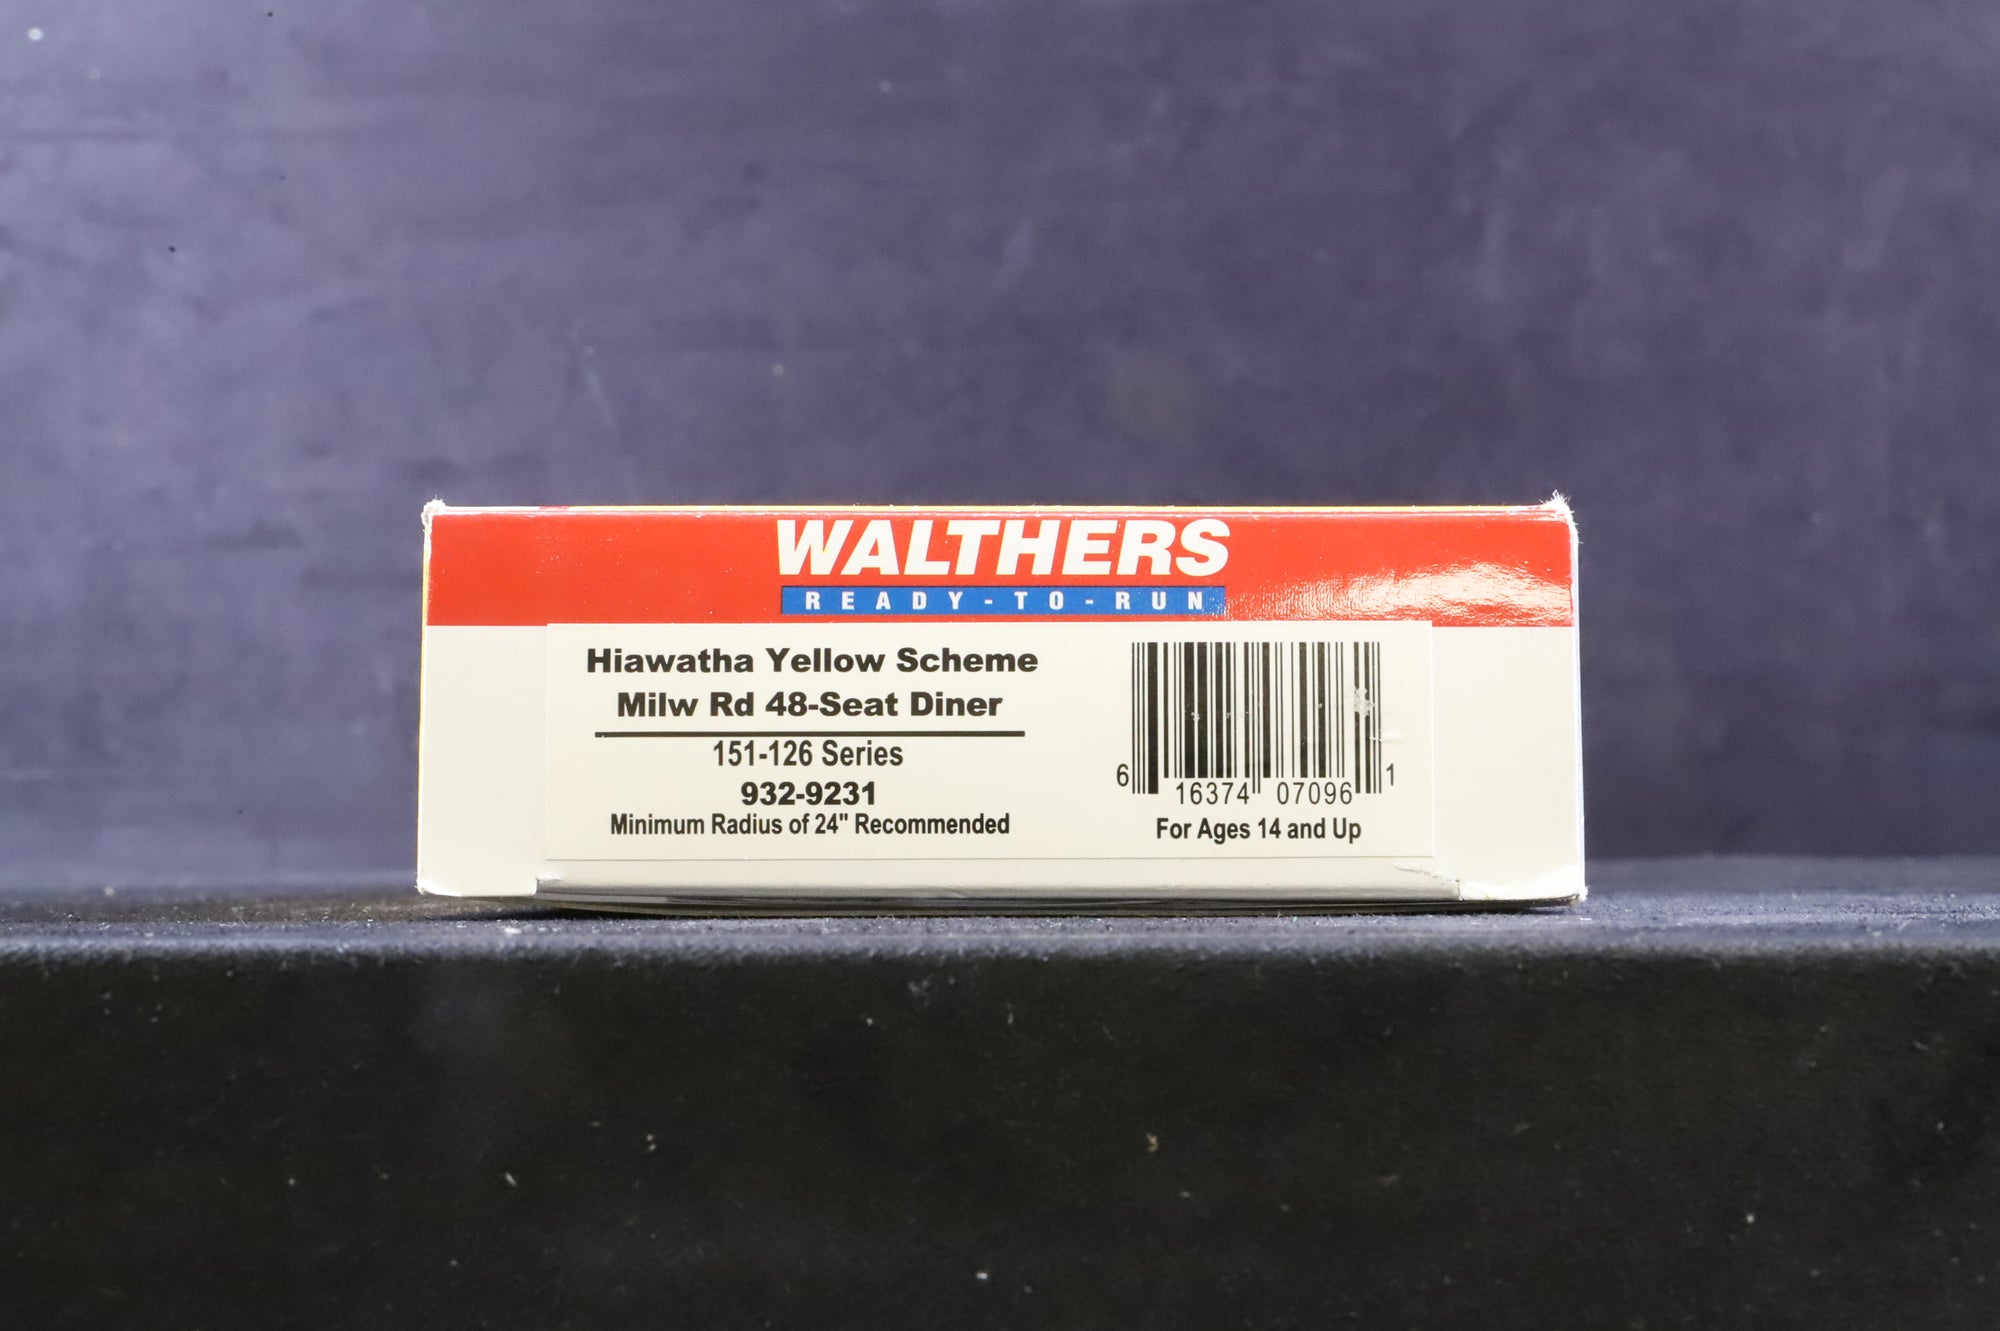 WALTHERS
READY-TO-RUN
Hiawatha Yellow Scheme
Milw Rd 48-Seat Diner
151-126 Series
932-9231
Minimum Radius of 24" Recommended
6 16374 07096 1
For Ages 14 and Up